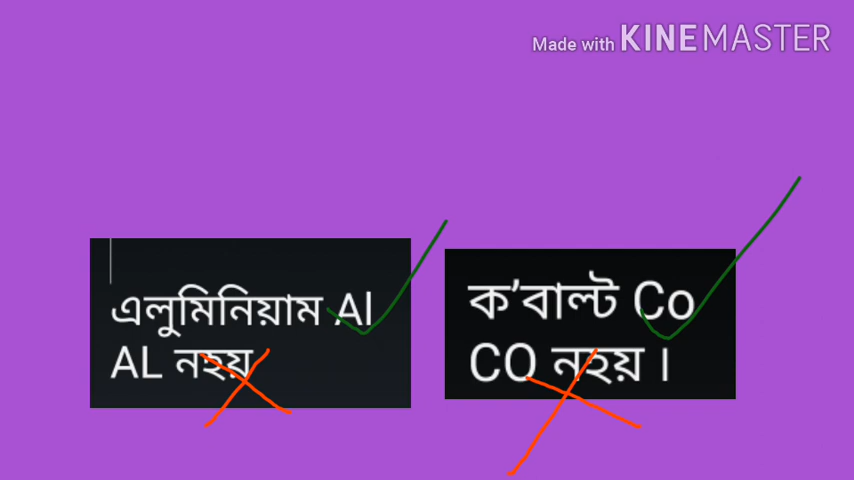 Made with KINEMASTER
এলুমিনিয়াম Al
AL নহয়
ক’বাল্ট Co
CO নহয় ।